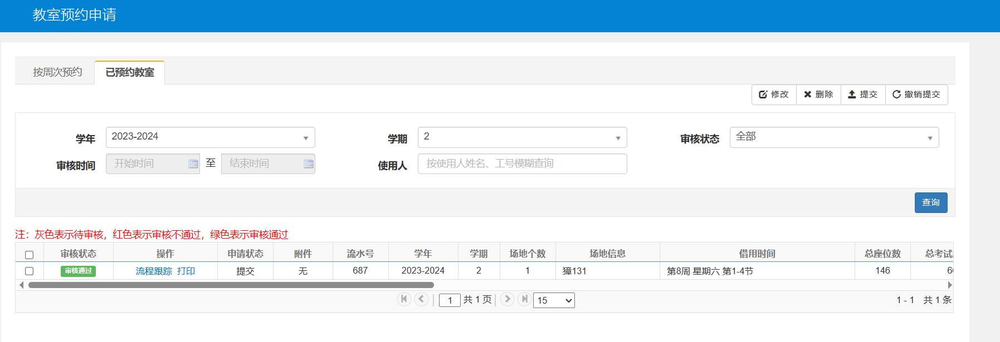 教室预约申请
按周次预约 已预约教室
修改 删除 提交 撤销提交
学年 2023-2024 学期 2 审核状态 全部
审核时间 开始时间 至 结束时间 使用人 按使用人姓名、工号模糊查询
查询
注：灰色表示待审核，红色表示审核不通过，绿色表示审核通过
审核状态 操作 申请状态 附件 流水号 学年 学期 场地个数 场地信息 借用时间 总座位数 总考试
审核通过 流程跟踪 打印 提交 无 687 2023-2024 2 1 獐131 第8周 星期六 第1-4节 146
1 共 1 页 15 1 - 1 共 1 条